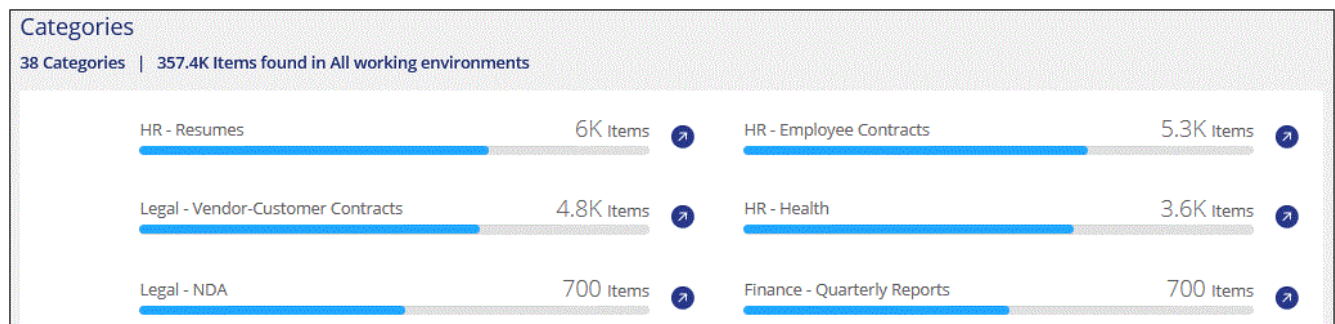 Categories
38 Categories | 357.4K Items found in All working environments
HR - Resumes 6K Items
HR - Employee Contracts 5.3K Items
Legal - Vendor-Customer Contracts 4.8K Items
HR - Health 3.6K Items
Legal - NDA 700 Items
Finance - Quarterly Reports 700 Items